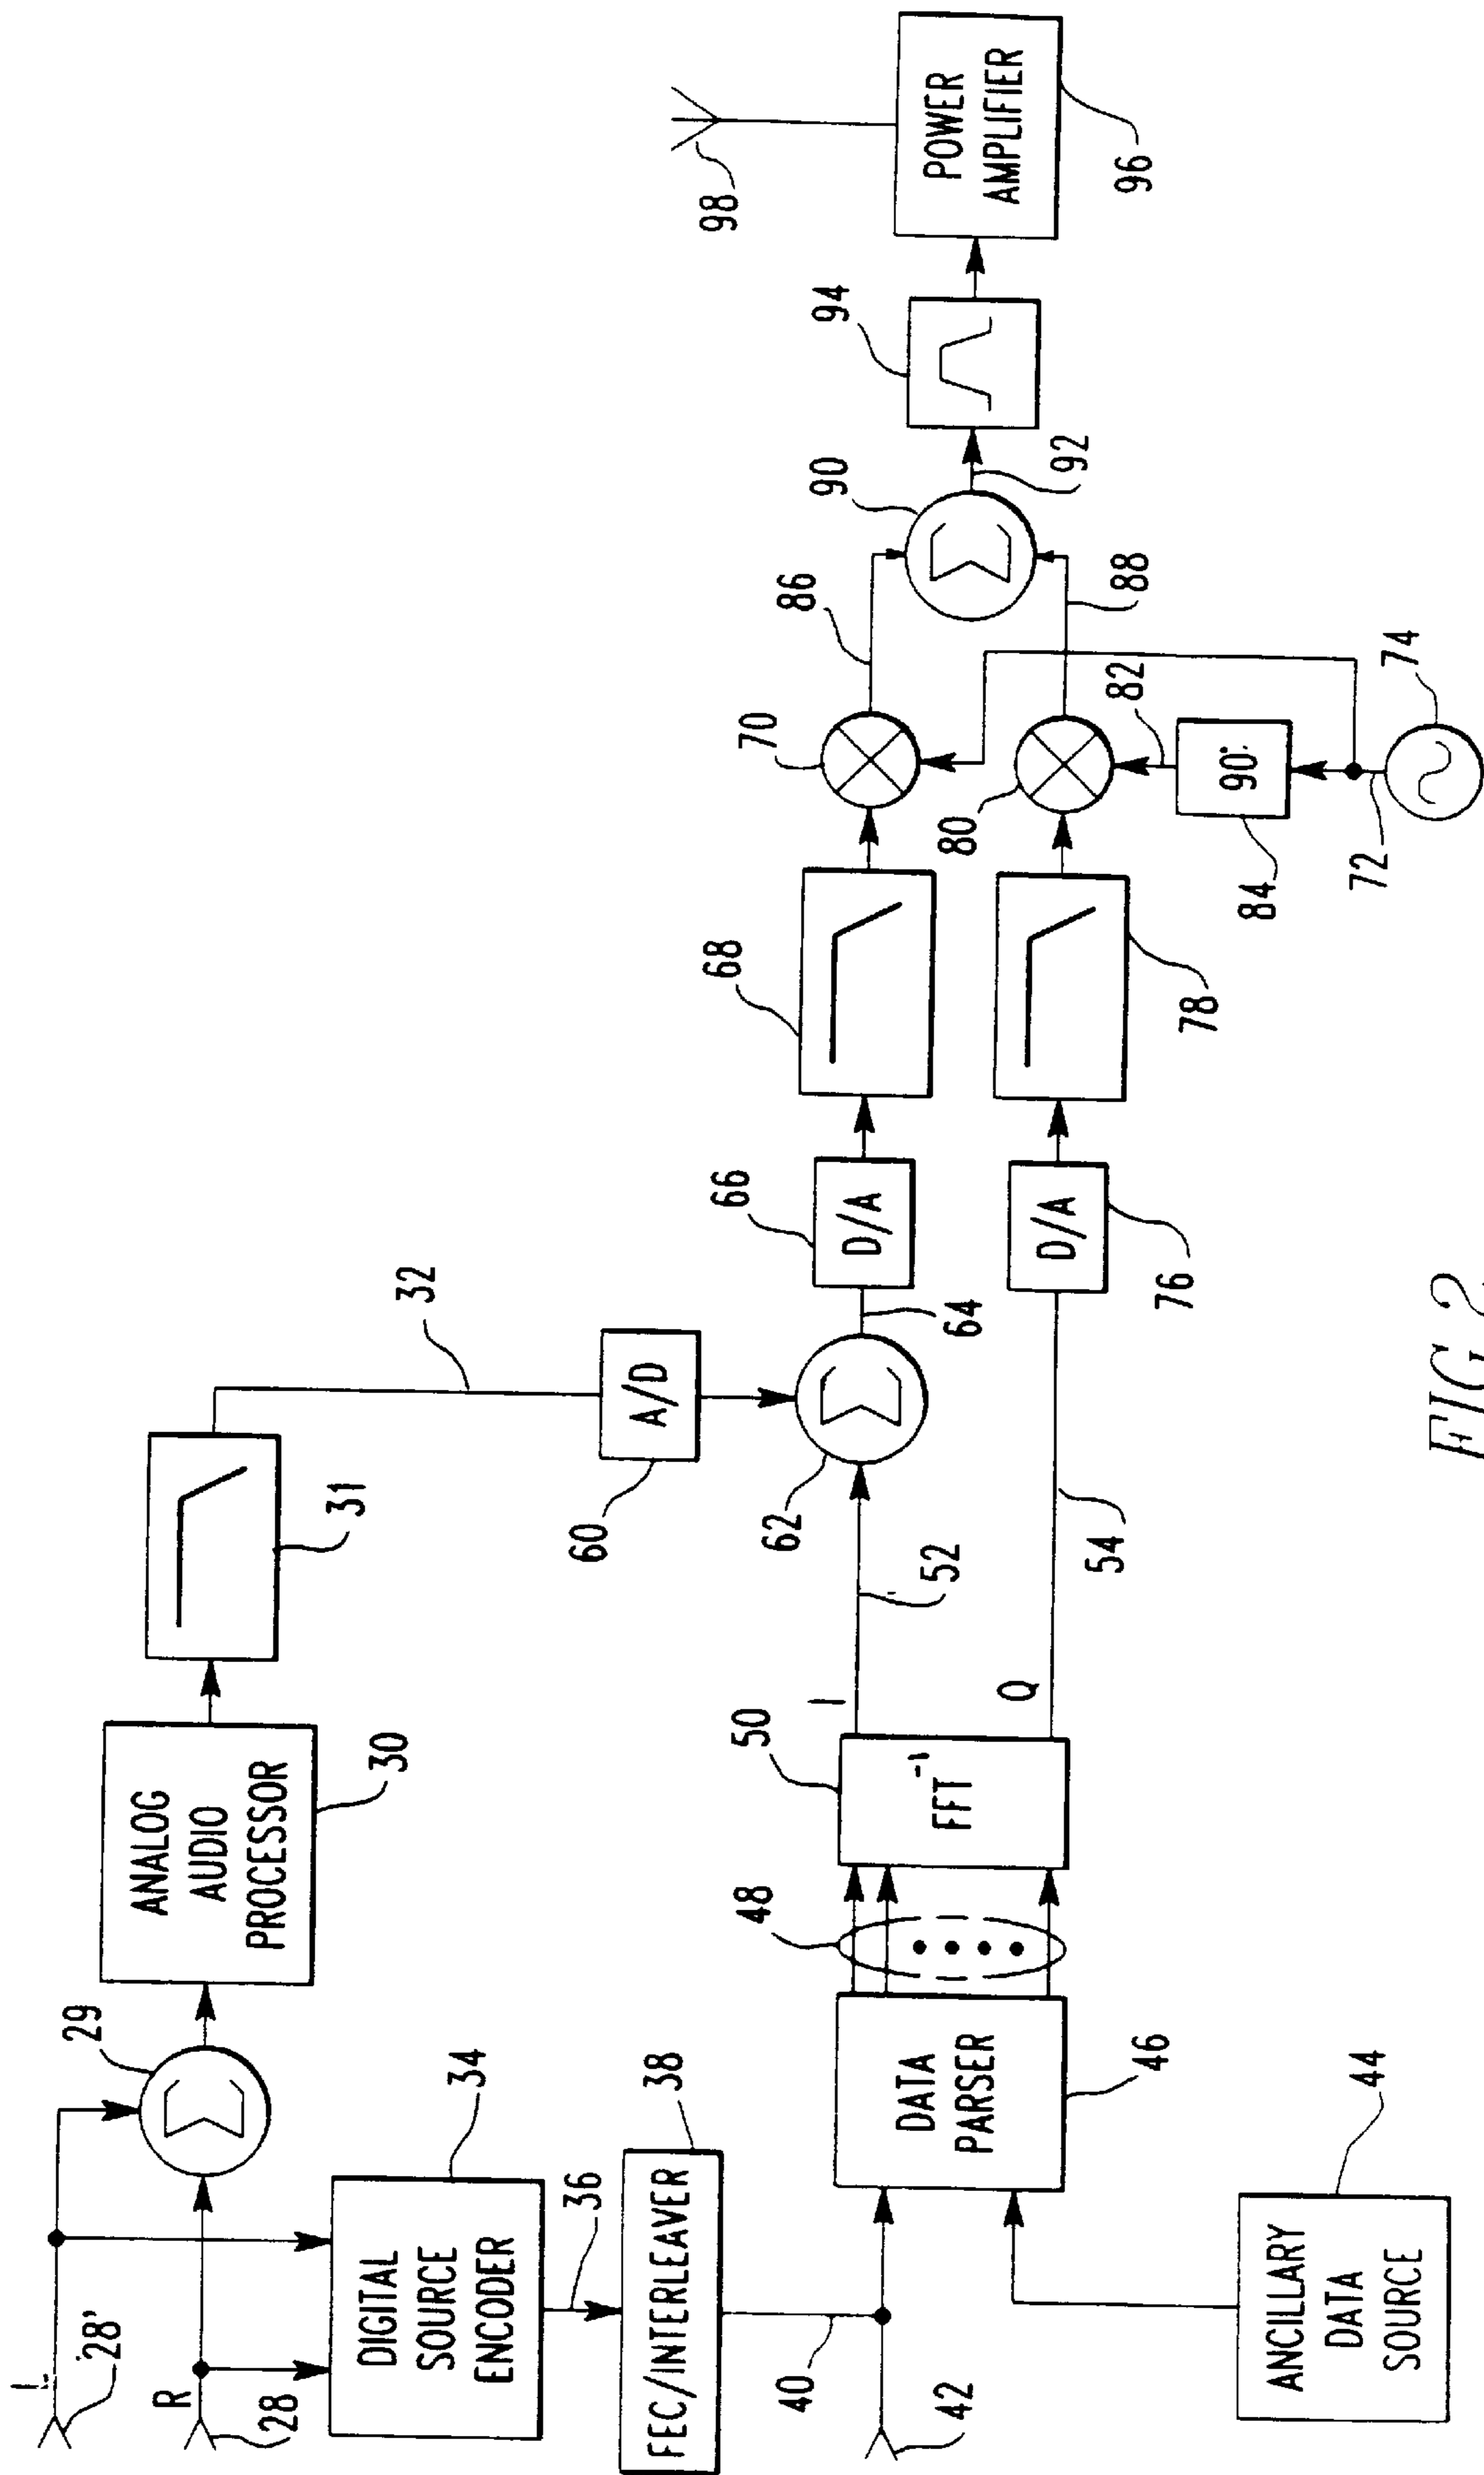 L
28'
R
28
29
ANALOG
AUDIO
PROCESSOR
30
31
32
DIGITAL
SOURCE
ENCODER
34
36
FEC/INTERLEAVER
38
40
42
ANCILLARY
DATA
SOURCE
44
DATA
PARSER
46
48
FFT⁻¹
50
I
52
Q
54
A/D
60
62
64
D/A
66
68
70
D/A
76
78
80
82
90°
84
72
74
86
88
90
92
94
POWER
AMPLIFIER
96
98
FIG. 2